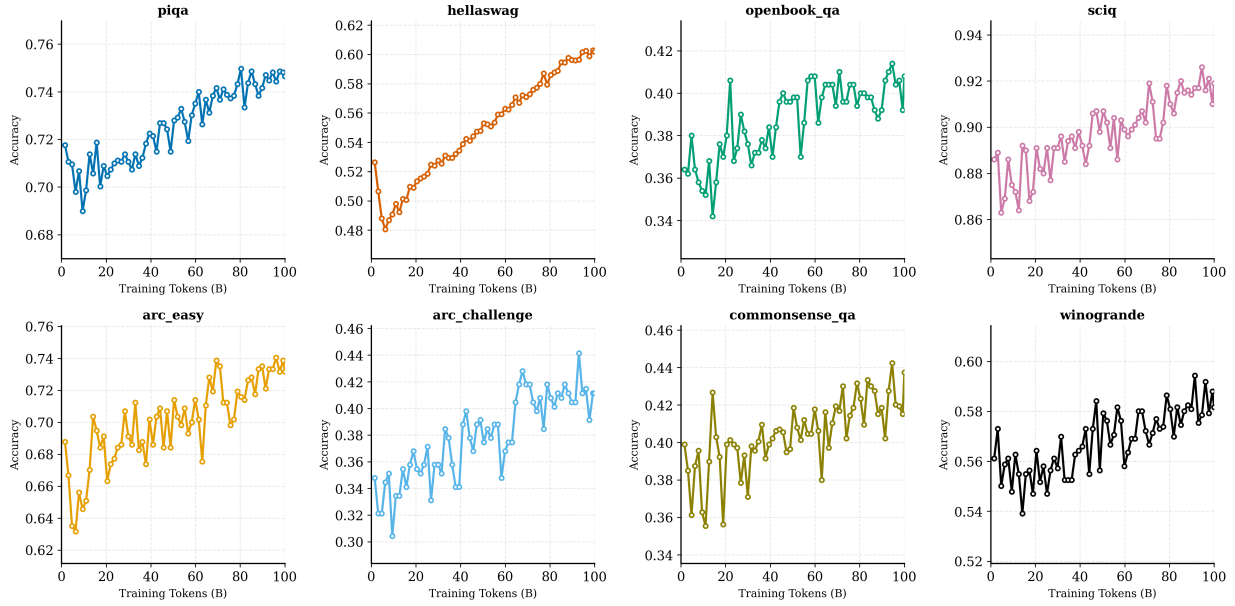 piqa
hellaswag
openbook_qa
sciq
0.76
0.74
0.72
0.70
0.68
Accuracy
0 20 40 60 80 100
Training Tokens (B)
0.62
0.60
0.58
0.56
0.54
0.52
0.50
0.48
Accuracy
0 20 40 60 80 100
Training Tokens (B)
0.42
0.40
0.38
0.36
0.34
Accuracy
0 20 40 60 80 100
Training Tokens (B)
0.94
0.92
0.90
0.88
0.86
Accuracy
0 20 40 60 80 100
Training Tokens (B)
arc_easy
arc_challenge
commonsense_qa
winogrande
0.76
0.74
0.72
0.70
0.68
0.66
0.64
0.62
Accuracy
0 20 40 60 80 100
Training Tokens (B)
0.46
0.44
0.42
0.40
0.38
0.36
0.34
0.32
0.30
Accuracy
0 20 40 60 80 100
Training Tokens (B)
0.46
0.44
0.42
0.40
0.38
0.36
0.34
Accuracy
0 20 40 60 80 100
Training Tokens (B)
0.60
0.58
0.56
0.54
0.52
Accuracy
0 20 40 60 80 100
Training Tokens (B)